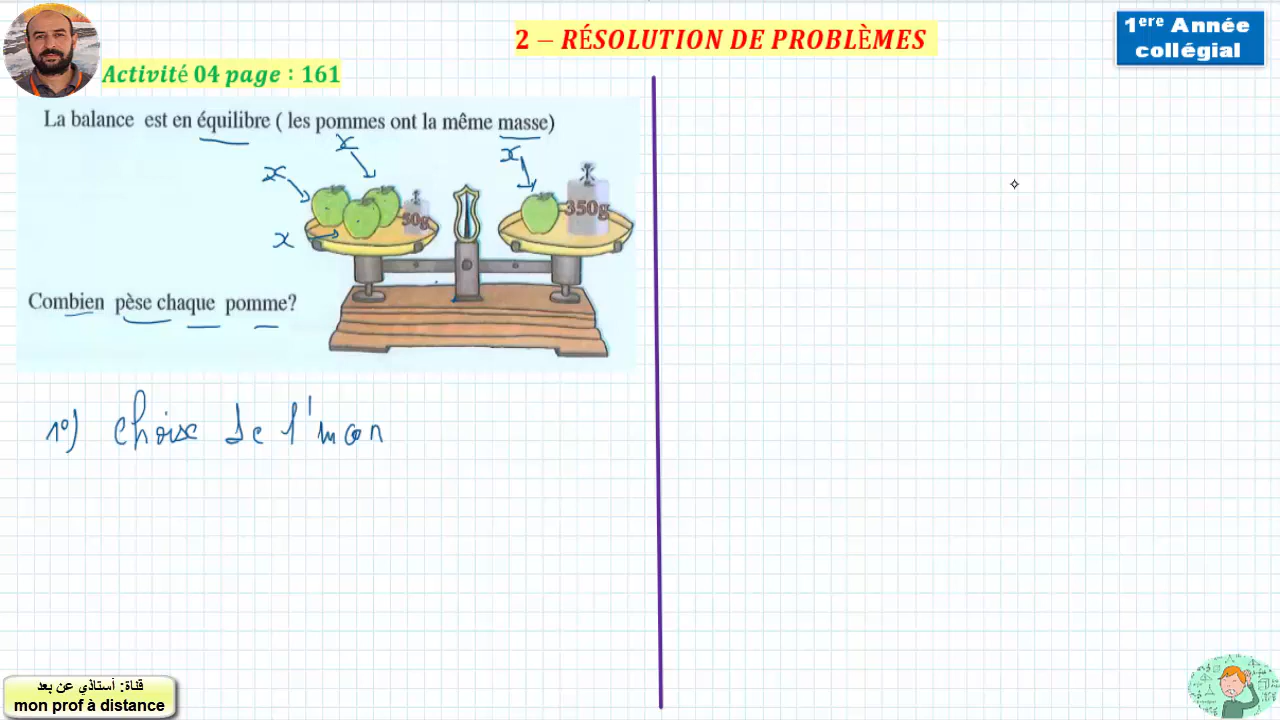 2 – RÉSOLUTION DE PROBLÈMES
1ere Année
collégial
Activité 04 page : 161
La balance est en équilibre ( les pommes ont la même masse)
x
x
x
x
50g
350g
Combien pèse chaque pomme?
1°) choix de l'incon
قناة: أستاذي عن بعد
mon prof à distance